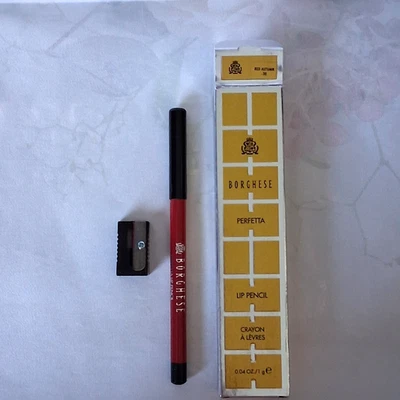 BORGHESE
PERFETTA
LIP PENCIL
CRAYON
À LÈVRES
0.04 OZ/1 g ℮
BORGHESE